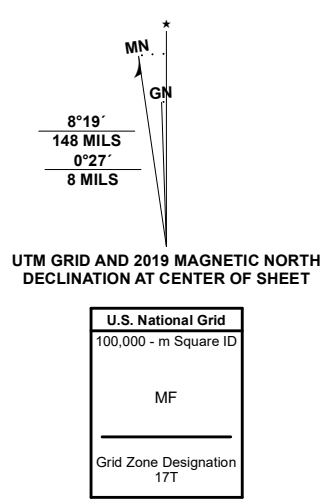 ★
MN
GN
8°19´
148 MILS
0°27´
8 MILS
UTM GRID AND 2019 MAGNETIC NORTH
DECLINATION AT CENTER OF SHEET
U.S. National Grid
100,000 - m Square ID
MF
Grid Zone Designation
17T